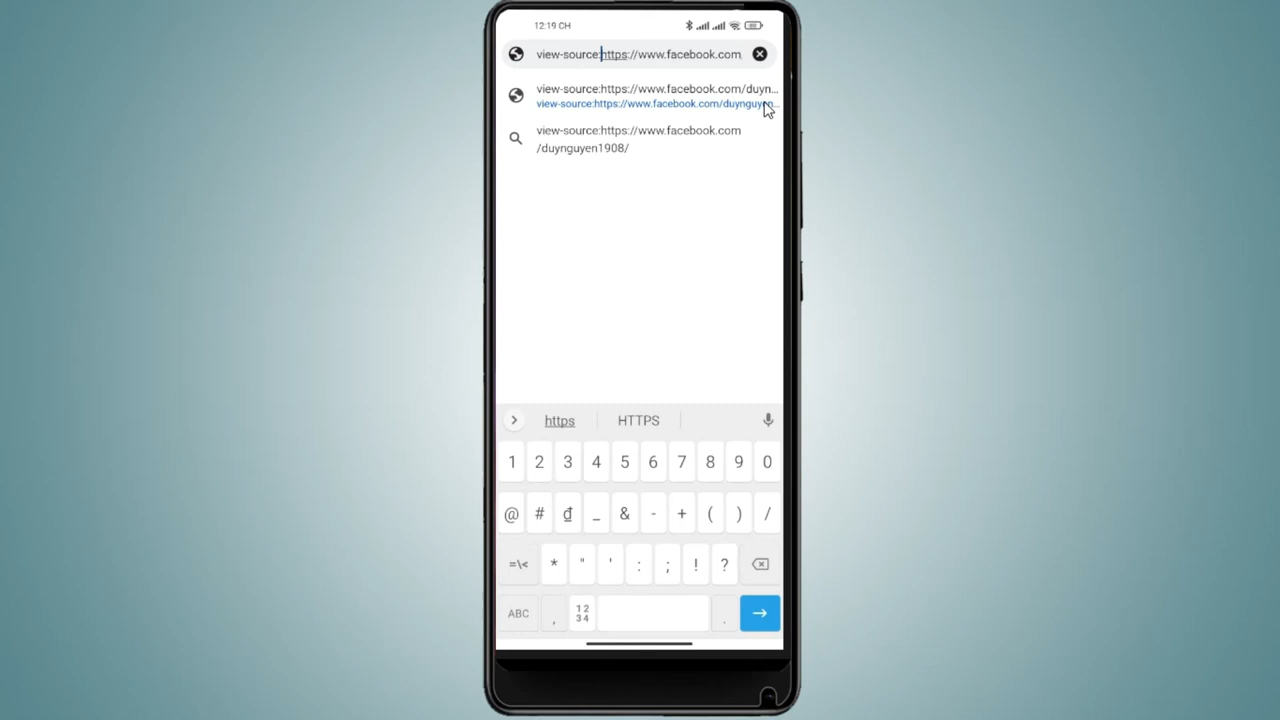 12:19 CH
view-source:https://www.facebook.com
view-source:https://www.facebook.com/duyn...
view-source:https://www.facebook.com/duynguyen...
view-source:https://www.facebook.com
/duynguyen1908/
https HTTPS
1 2 3 4 5 6 7 8 9 0
@ # ₫ _ & - + ( ) /
=\< * " ' : ; ! ?
ABC , 12 34 .